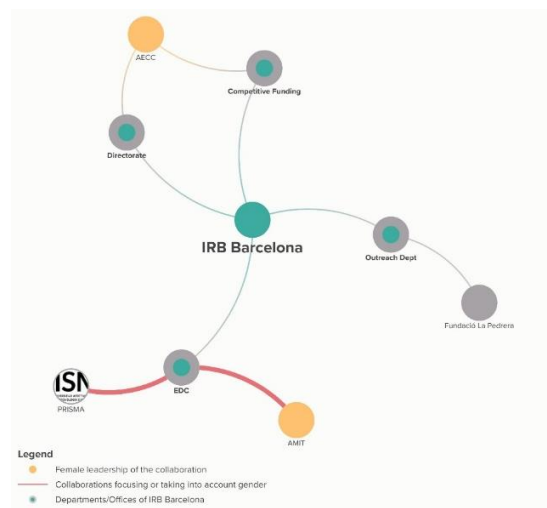 AECC
Competitive Funding
Directorate
IRB Barcelona
Outreach Dept
Fundació La Pedrera
EDC
ISN
PRISMA
AMIT
Legend
Female leadership of the collaboration
Collaborations focusing or taking into account gender
Departments/Offices of IRB Barcelona